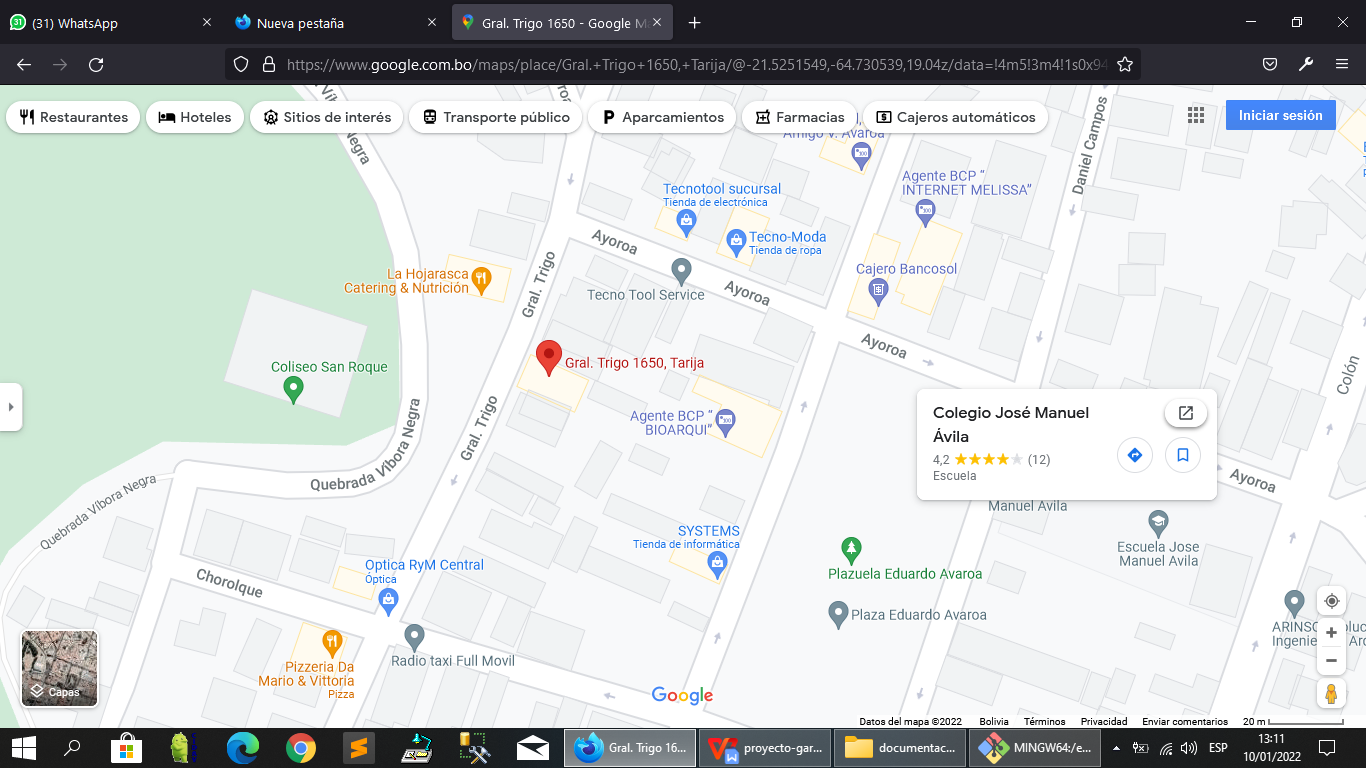 (31) WhatsApp
Nueva pestaña
Gral. Trigo 1650 - Google M
https://www.google.com.bo/maps/place/Gral.+Trigo+1650,+Tarija/@-21.5251549,-64.730539,19.04z/data=!4m5!3m4!1s0x94
Restaurantes
Hoteles
Sitios de interés
Transporte público
Aparcamientos
Farmacias
Cajeros automáticos
Iniciar sesión
Amigo V. Avaroa
Daniel Campos
Agente BCP “
INTERNET MELISSA”
Tecnotool sucursal
Tienda de electrónica
Tecno-Moda
Tienda de ropa
Ayoroa
Gral. Trigo
La Hojarasca
Catering & Nutrición
Tecno Tool Service
Ayoroa
Cajero Bancosol
Ayoroa
Colón
Gral. Trigo 1650, Tarija
Coliseo San Roque
Quebrada Víbora Negra
Gral. Trigo
Agente BCP “
BIOARQUI”
Colegio José Manuel
Ávila
4,2
(12)
Escuela
Ayoroa
Manuel Avila
Quebrada Víbora Negra
SYSTEMS
Tienda de informática
Escuela Jose
Manuel Avila
Chorolque
Optica RyM Central
Óptica
Plazuela Eduardo Avaroa
Plaza Eduardo Avaroa
Pizzeria Da
Mario & Vittoria
Pizza
Radio taxi Full Movil
Capas
Google
Datos del mapa ©2022
Bolivia
Términos
Privacidad
Enviar comentarios
20 m
Gral. Trigo 16...
proyecto-gar...
documentac...
MINGW64:/e...
ESP
13:11
10/01/2022